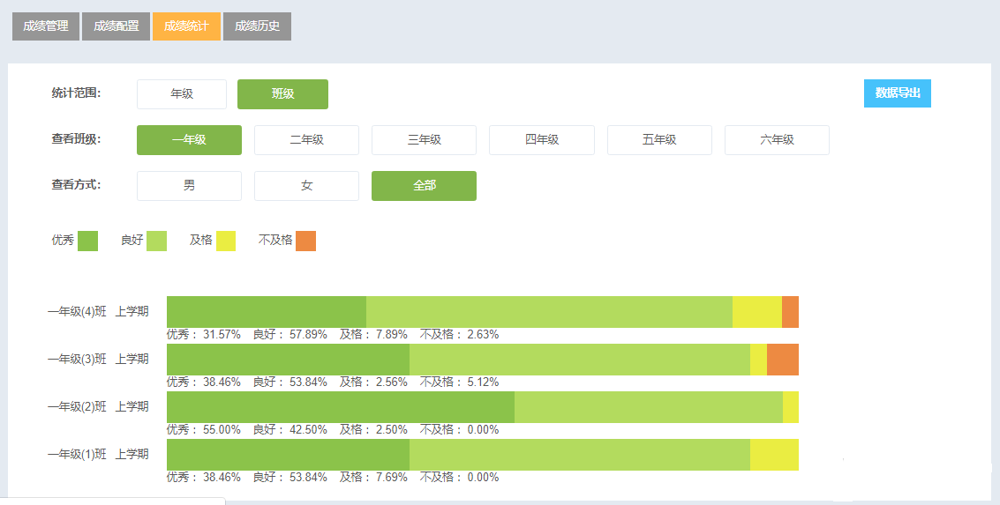 成绩管理 成绩配置 成绩统计 成绩历史
统计范围： 年级 班级 数据导出
查看班级： 一年级 二年级 三年级 四年级 五年级 六年级
查看方式： 男 女 全部
优秀 良好 及格 不及格
一年级(4)班 上学期
优秀：31.57% 良好：57.89% 及格：7.89% 不及格：2.63%
一年级(3)班 上学期
优秀：38.46% 良好：53.84% 及格：2.56% 不及格：5.12%
一年级(2)班 上学期
优秀：55.00% 良好：42.50% 及格：2.50% 不及格：0.00%
一年级(1)班 上学期
优秀：38.46% 良好：53.84% 及格：7.69% 不及格：0.00%